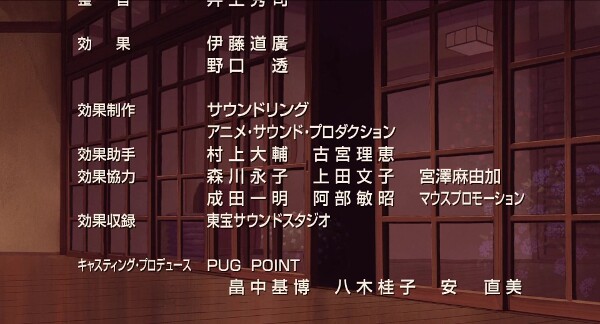 整音 井上秀司
効果 伊藤道廣
野口透
効果制作 サウンドリング
アニメ・サウンド・プロダクション
効果助手 村上大輔 古宮理恵
効果協力 森川永子 上田文子 宮澤麻由加
成田一明 阿部敏昭 マウスプロモーション
効果収録 東宝サウンドスタジオ
キャスティング・プロデュース PUG POINT
畠中基博 八木桂子 安直美